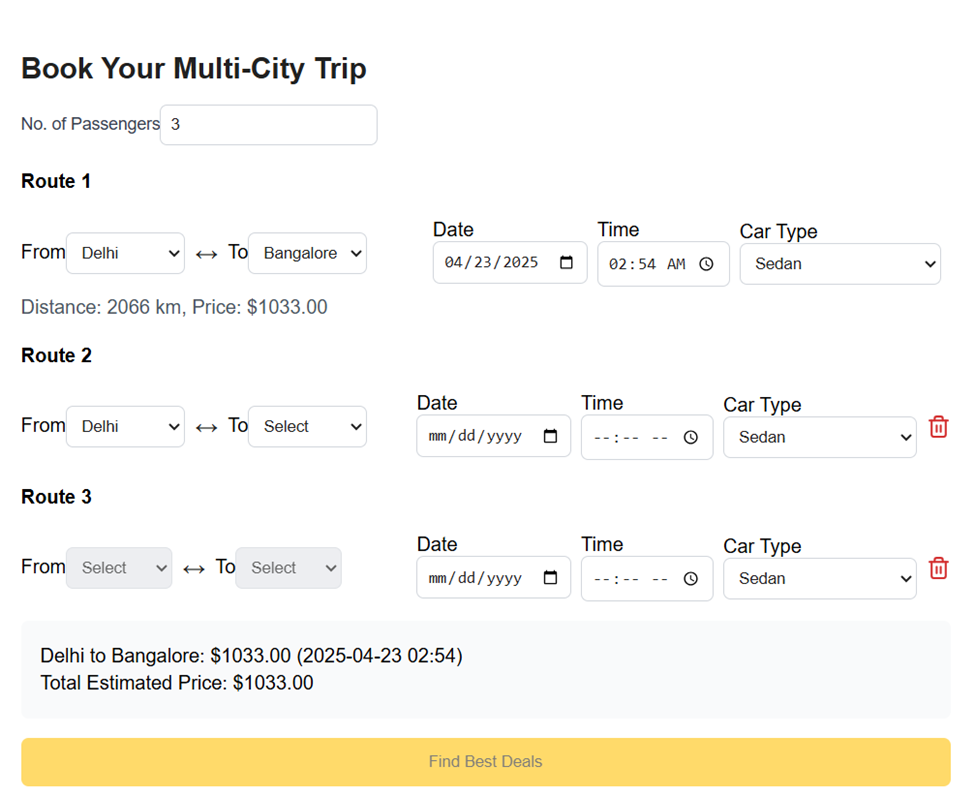 Book Your Multi-City Trip
No. of Passengers 3
Route 1
From Delhi ↔ To Bangalore
Date 04/23/2025
Time 02:54 AM
Car Type Sedan
Distance: 2066 km, Price: $1033.00
Route 2
From Delhi ↔ To Select
Date mm/dd/yyyy
Time --:-- --
Car Type Sedan
Route 3
From Select ↔ To Select
Date mm/dd/yyyy
Time --:-- --
Car Type Sedan
Delhi to Bangalore: $1033.00 (2025-04-23 02:54)
Total Estimated Price: $1033.00
Find Best Deals